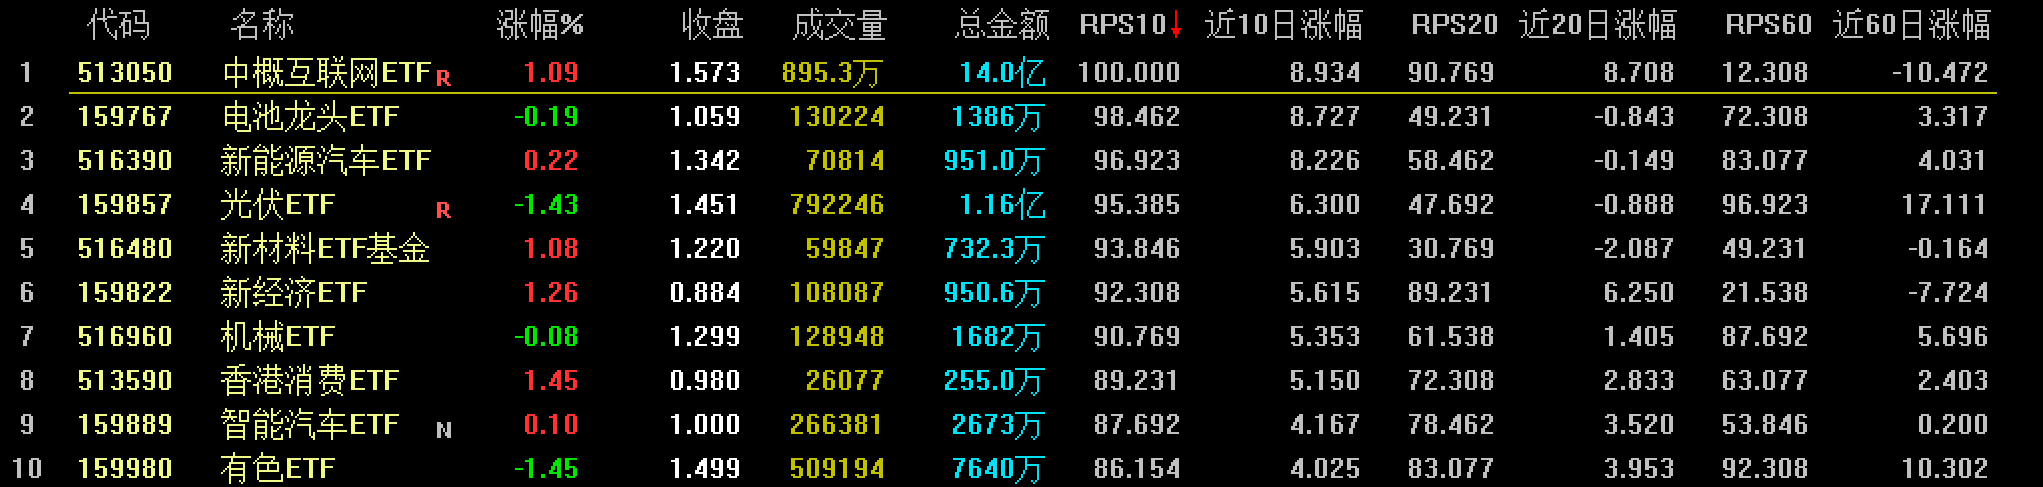 代码 名称 涨幅% 收盘 成交量 总金额 RPS10↓ 近10日涨幅 RPS20 近20日涨幅 RPS60 近60日涨幅
1 513050 中概互联网ETF R 1.09 1.573 895.3万 14.0亿 100.000 8.934 90.769 8.708 12.308 -10.472
2 159767 电池龙头ETF -0.19 1.059 130224 1386万 98.462 8.727 49.231 -0.843 72.308 3.317
3 516390 新能源汽车ETF 0.22 1.342 70814 951.0万 96.923 8.226 58.462 -0.149 83.077 4.031
4 159857 光伏ETF R -1.43 1.451 792246 1.16亿 95.385 6.300 47.692 -0.888 96.923 17.111
5 516480 新材料ETF基金 1.08 1.220 59847 732.3万 93.846 5.903 30.769 -2.087 49.231 -0.164
6 159822 新经济ETF 1.26 0.884 108087 950.6万 92.308 5.615 89.231 6.250 21.538 -7.724
7 516960 机械ETF -0.08 1.299 128948 1682万 90.769 5.353 61.538 1.405 87.692 5.696
8 513590 香港消费ETF 1.45 0.980 26077 255.0万 89.231 5.150 72.308 2.833 63.077 2.403
9 159889 智能汽车ETF N 0.10 1.000 266381 2673万 87.692 4.167 78.462 3.520 53.846 0.200
10 159980 有色ETF -1.45 1.499 509194 7640万 86.154 4.025 83.077 3.953 92.308 10.302